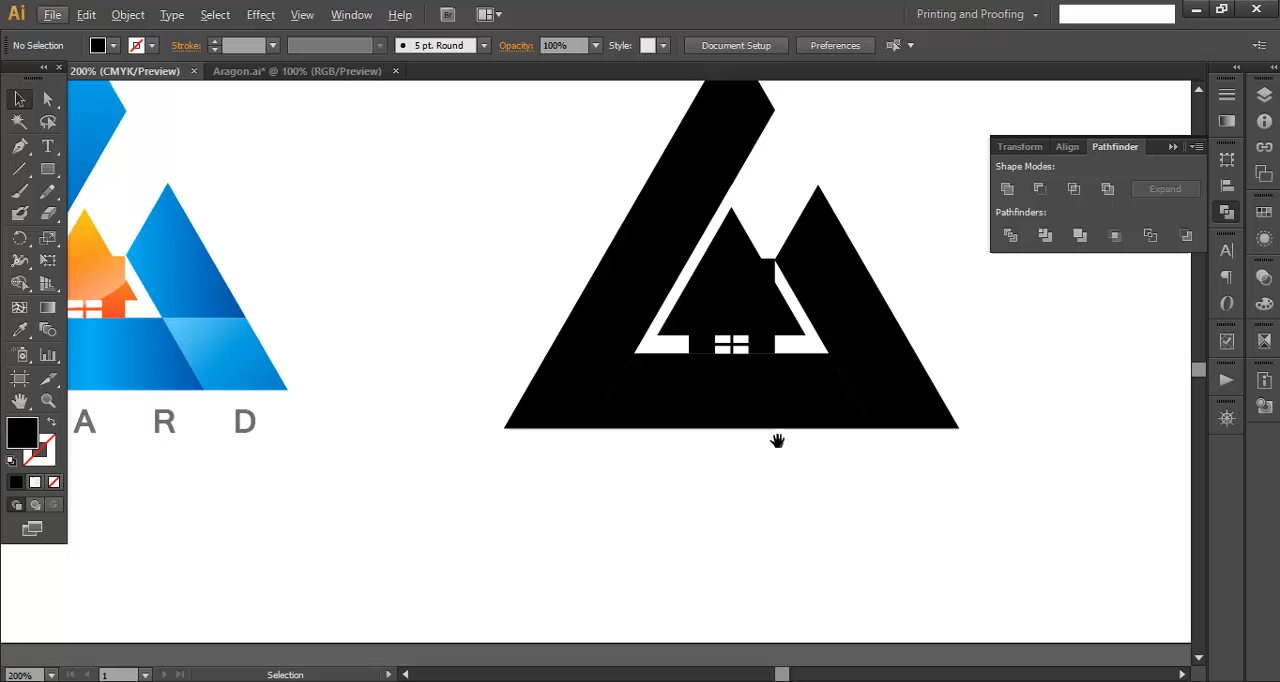 Ai File Edit Object Type Select Effect View Window Help Br Printing and Proofing
No Selection Stroke: 5 pt. Round Opacity: 100% Style: Document Setup Preferences
200% (CMYK/Preview) × Aragon.ai* @ 100% (RGB/Preview) ×
Transform Align Pathfinder
Shape Modes:
Expand
Pathfinders:
A R D
200% 1 Selection